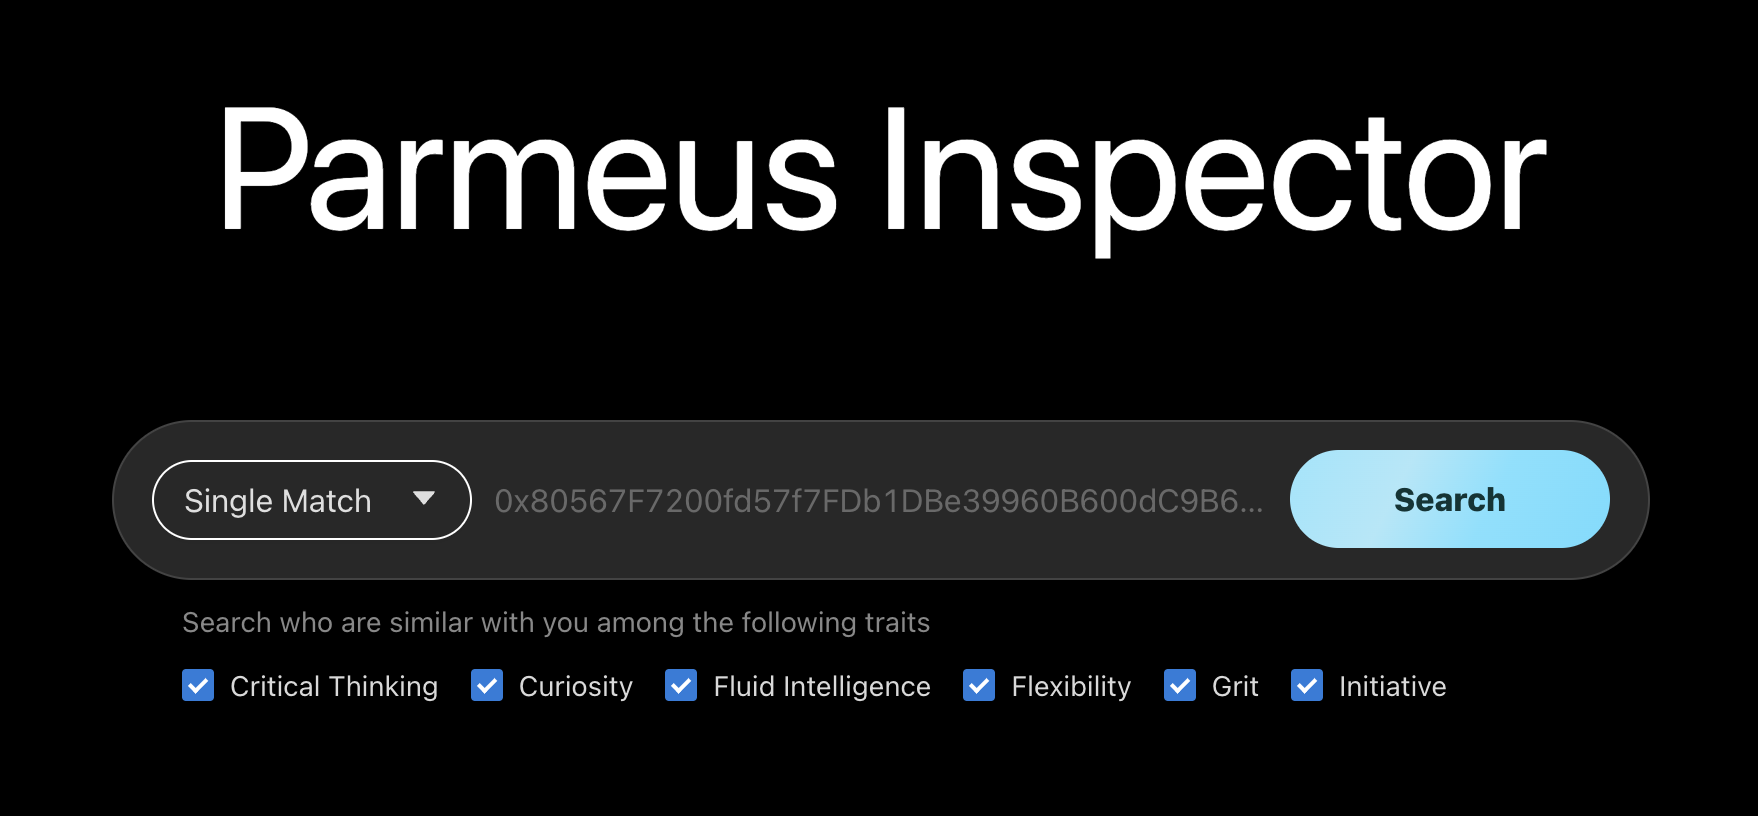 Parmeus Inspector
Single Match 0x80567F7200fd57f7FDb1DBe39960B600dC9B6... Search
Search who are similar with you among the following traits
Critical Thinking Curiosity Fluid Intelligence Flexibility Grit Initiative